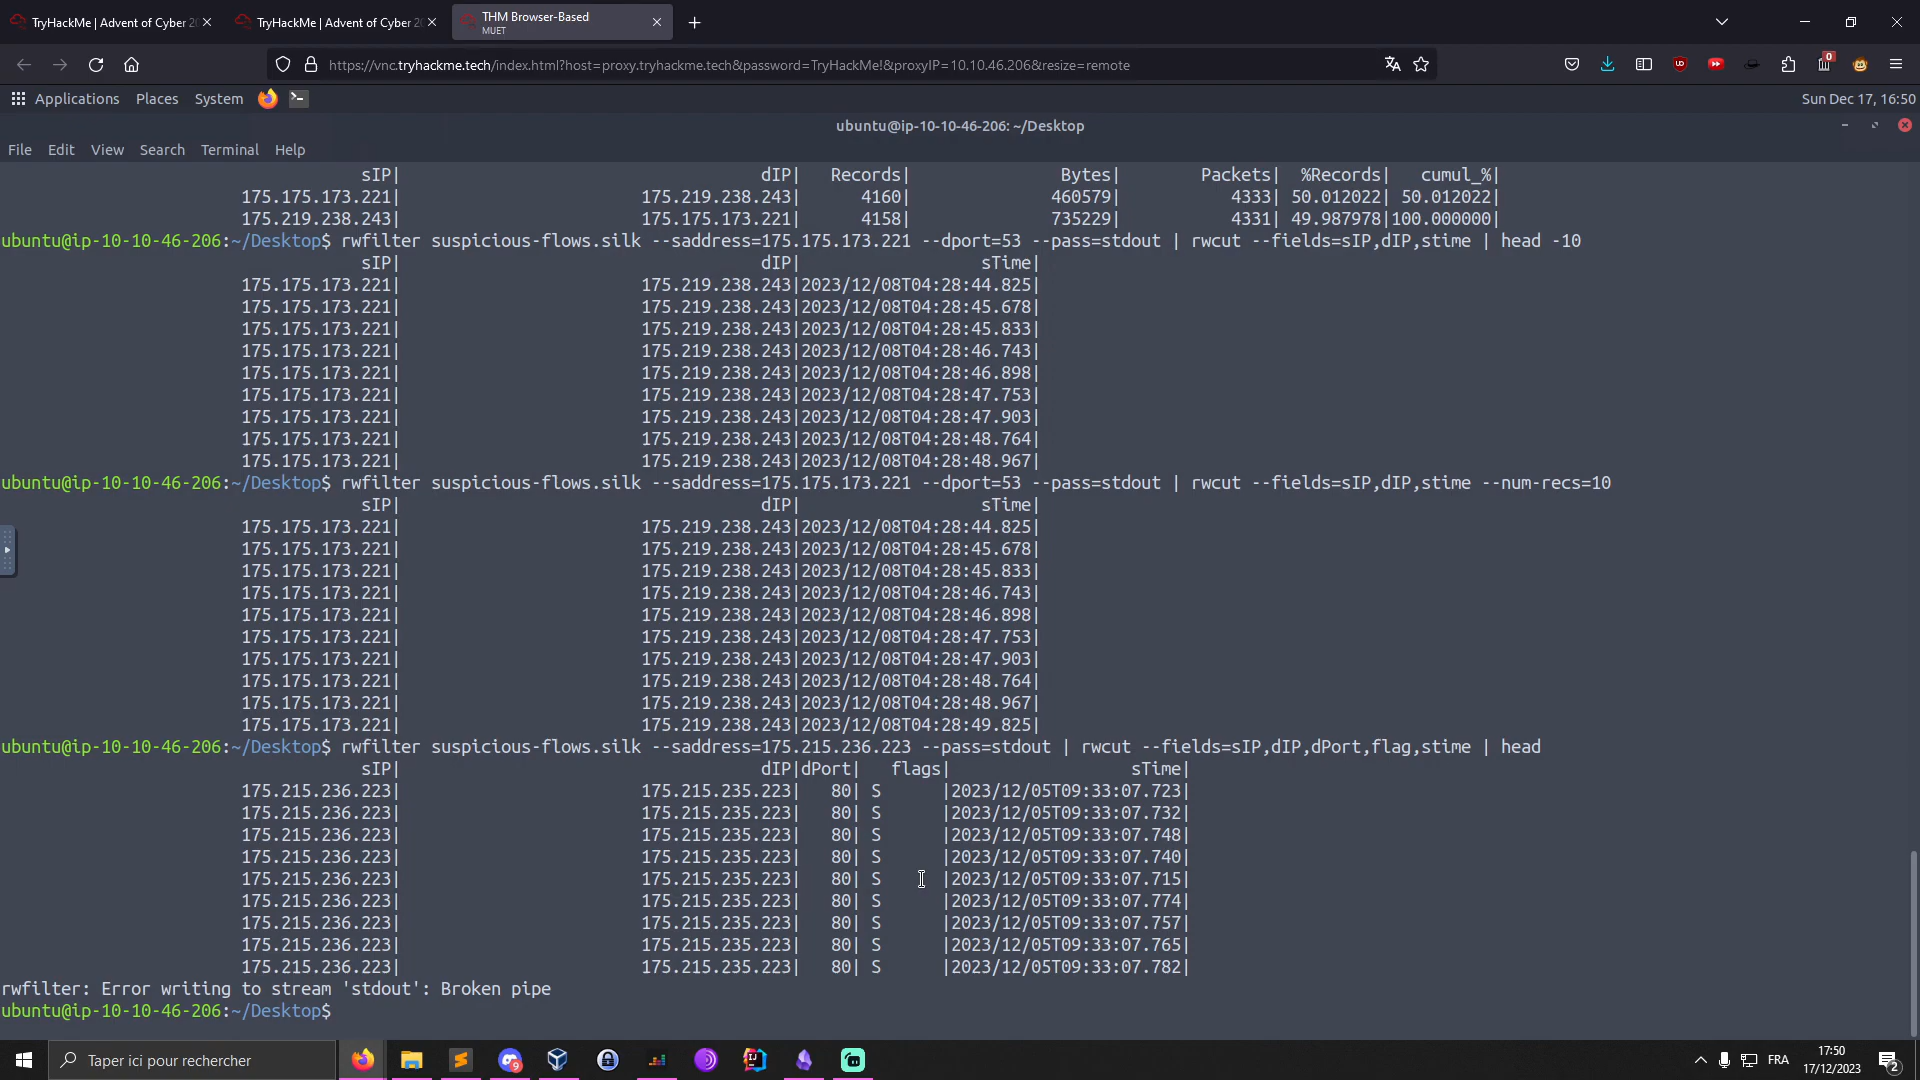 TryHackMe | Advent of Cyber 20
TryHackMe | Advent of Cyber 20
THM Browser-Based
MUET
https://vnc.tryhackme.tech/index.html?host=proxy.tryhackme.tech&password=TryHackMe!&proxyIP=10.10.46.206&resize=remote
0
Applications Places System Sun Dec 17, 16:50
ubuntu@ip-10-10-46-206: ~/Desktop
File Edit View Search Terminal Help
sIP| dIP| Records| Bytes| Packets| %Records| cumul_%|
175.175.173.221| 175.219.238.243| 4160| 460579| 4333| 50.012022| 50.012022|
175.219.238.243| 175.175.173.221| 4158| 735229| 4331| 49.987978|100.000000|
ubuntu@ip-10-10-46-206:~/Desktop$ rwfilter suspicious-flows.silk --saddress=175.175.173.221 --dport=53 --pass=stdout | rwcut --fields=sIP,dIP,stime | head -10
sIP| dIP| sTime|
175.175.173.221| 175.219.238.243|2023/12/08T04:28:44.825|
175.175.173.221| 175.219.238.243|2023/12/08T04:28:45.678|
175.175.173.221| 175.219.238.243|2023/12/08T04:28:45.833|
175.175.173.221| 175.219.238.243|2023/12/08T04:28:46.743|
175.175.173.221| 175.219.238.243|2023/12/08T04:28:46.898|
175.175.173.221| 175.219.238.243|2023/12/08T04:28:47.753|
175.175.173.221| 175.219.238.243|2023/12/08T04:28:47.903|
175.175.173.221| 175.219.238.243|2023/12/08T04:28:48.764|
175.175.173.221| 175.219.238.243|2023/12/08T04:28:48.967|
ubuntu@ip-10-10-46-206:~/Desktop$ rwfilter suspicious-flows.silk --saddress=175.175.173.221 --dport=53 --pass=stdout | rwcut --fields=sIP,dIP,stime --num-recs=10
sIP| dIP| sTime|
175.175.173.221| 175.219.238.243|2023/12/08T04:28:44.825|
175.175.173.221| 175.219.238.243|2023/12/08T04:28:45.678|
175.175.173.221| 175.219.238.243|2023/12/08T04:28:45.833|
175.175.173.221| 175.219.238.243|2023/12/08T04:28:46.743|
175.175.173.221| 175.219.238.243|2023/12/08T04:28:46.898|
175.175.173.221| 175.219.238.243|2023/12/08T04:28:47.753|
175.175.173.221| 175.219.238.243|2023/12/08T04:28:47.903|
175.175.173.221| 175.219.238.243|2023/12/08T04:28:48.764|
175.175.173.221| 175.219.238.243|2023/12/08T04:28:48.967|
175.175.173.221| 175.219.238.243|2023/12/08T04:28:49.825|
ubuntu@ip-10-10-46-206:~/Desktop$ rwfilter suspicious-flows.silk --saddress=175.215.236.223 --pass=stdout | rwcut --fields=sIP,dIP,dPort,flag,stime | head
sIP| dIP|dPort| flags| sTime|
175.215.236.223| 175.215.235.223| 80| S |2023/12/05T09:33:07.723|
175.215.236.223| 175.215.235.223| 80| S |2023/12/05T09:33:07.732|
175.215.236.223| 175.215.235.223| 80| S |2023/12/05T09:33:07.748|
175.215.236.223| 175.215.235.223| 80| S |2023/12/05T09:33:07.740|
175.215.236.223| 175.215.235.223| 80| S |2023/12/05T09:33:07.715|
175.215.236.223| 175.215.235.223| 80| S |2023/12/05T09:33:07.774|
175.215.236.223| 175.215.235.223| 80| S |2023/12/05T09:33:07.757|
175.215.236.223| 175.215.235.223| 80| S |2023/12/05T09:33:07.765|
175.215.236.223| 175.215.235.223| 80| S |2023/12/05T09:33:07.782|
rwfilter: Error writing to stream 'stdout': Broken pipe
ubuntu@ip-10-10-46-206:~/Desktop$
Taper ici pour rechercher
9
FRA
17:50
17/12/2023
2